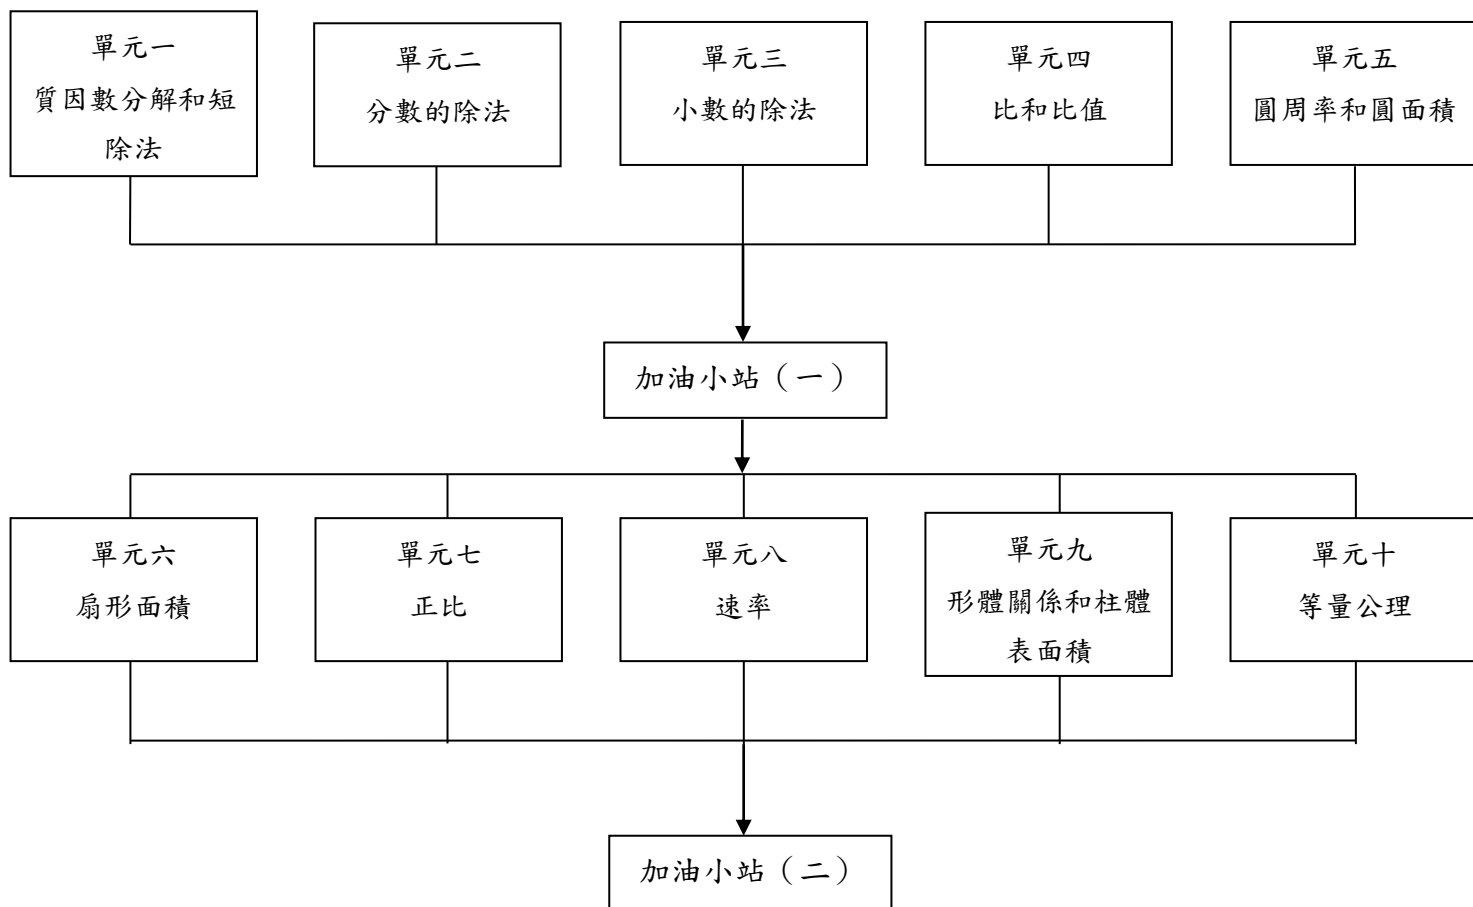 單元一
質因數分解和短
除法
單元二
分數的除法
單元三
小數的除法
單元四
比和比值
單元五
圓周率和圓面積
加油小站（一）
單元六
扇形面積
單元七
正比
單元八
速率
單元九
形體關係和柱體
表面積
單元十
等量公理
加油小站（二）